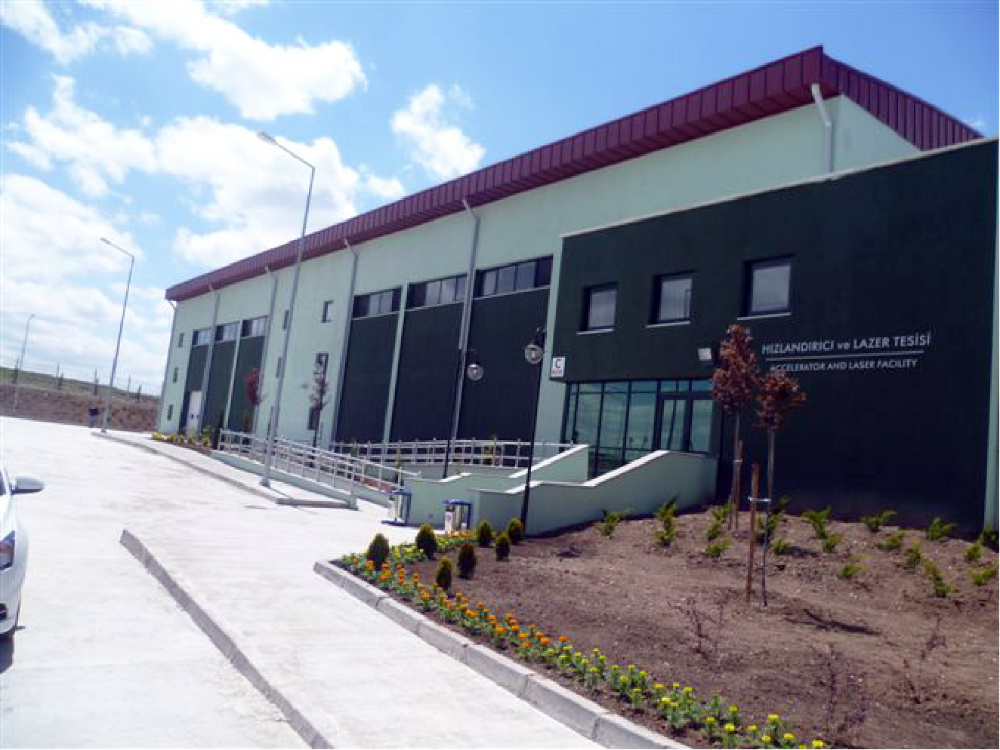 HIZLANDIRICI ve LAZER TESİSİ
ACCELERATOR AND LASER FACILITY
C